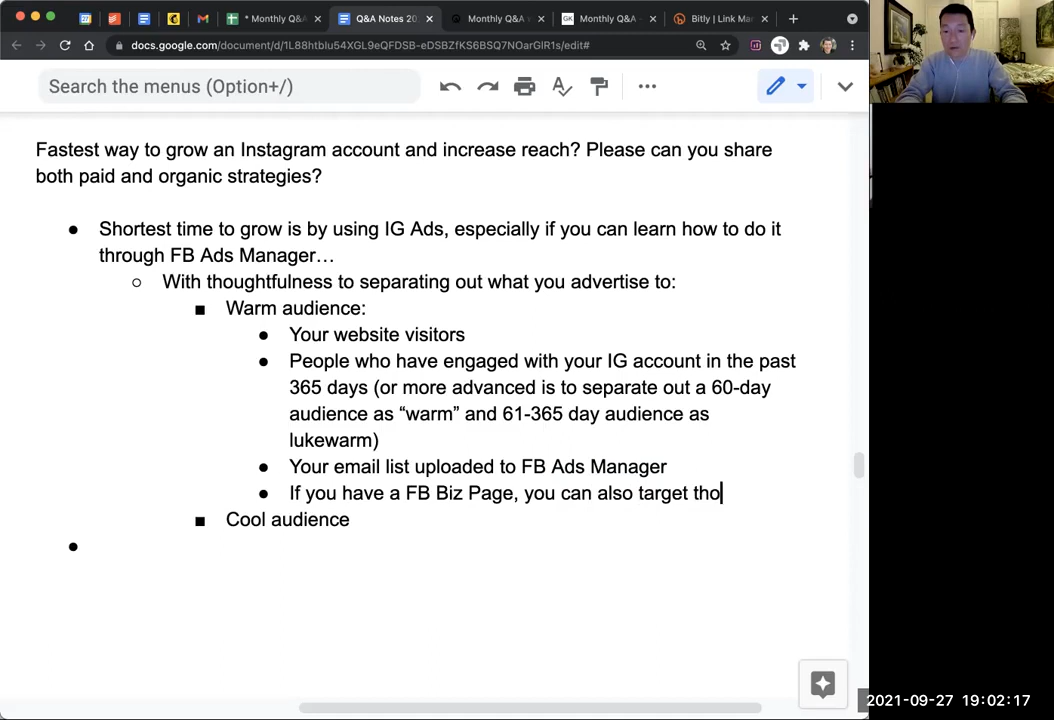 * Monthly Q&A
Q&A Notes 20
Monthly Q&A
GK
Monthly Q&A
Bitly | Link Man
docs.google.com/document/d/1L88htblu54XGL9eQFDSB-eDSBZfKS6BSQ7NOarGlR1s/edit#
Search the menus (Option+/)
Fastest way to grow an Instagram account and increase reach? Please can you share
both paid and organic strategies?
● Shortest time to grow is by using IG Ads, especially if you can learn how to do it
through FB Ads Manager…
○ With thoughtfulness to separating out what you advertise to:
■ Warm audience:
● Your website visitors
● People who have engaged with your IG account in the past
365 days (or more advanced is to separate out a 60-day
audience as “warm” and 61-365 day audience as
lukewarm)
● Your email list uploaded to FB Ads Manager
● If you have a FB Biz Page, you can also target tho
■ Cool audience
●
2021-09-27 19:02:17